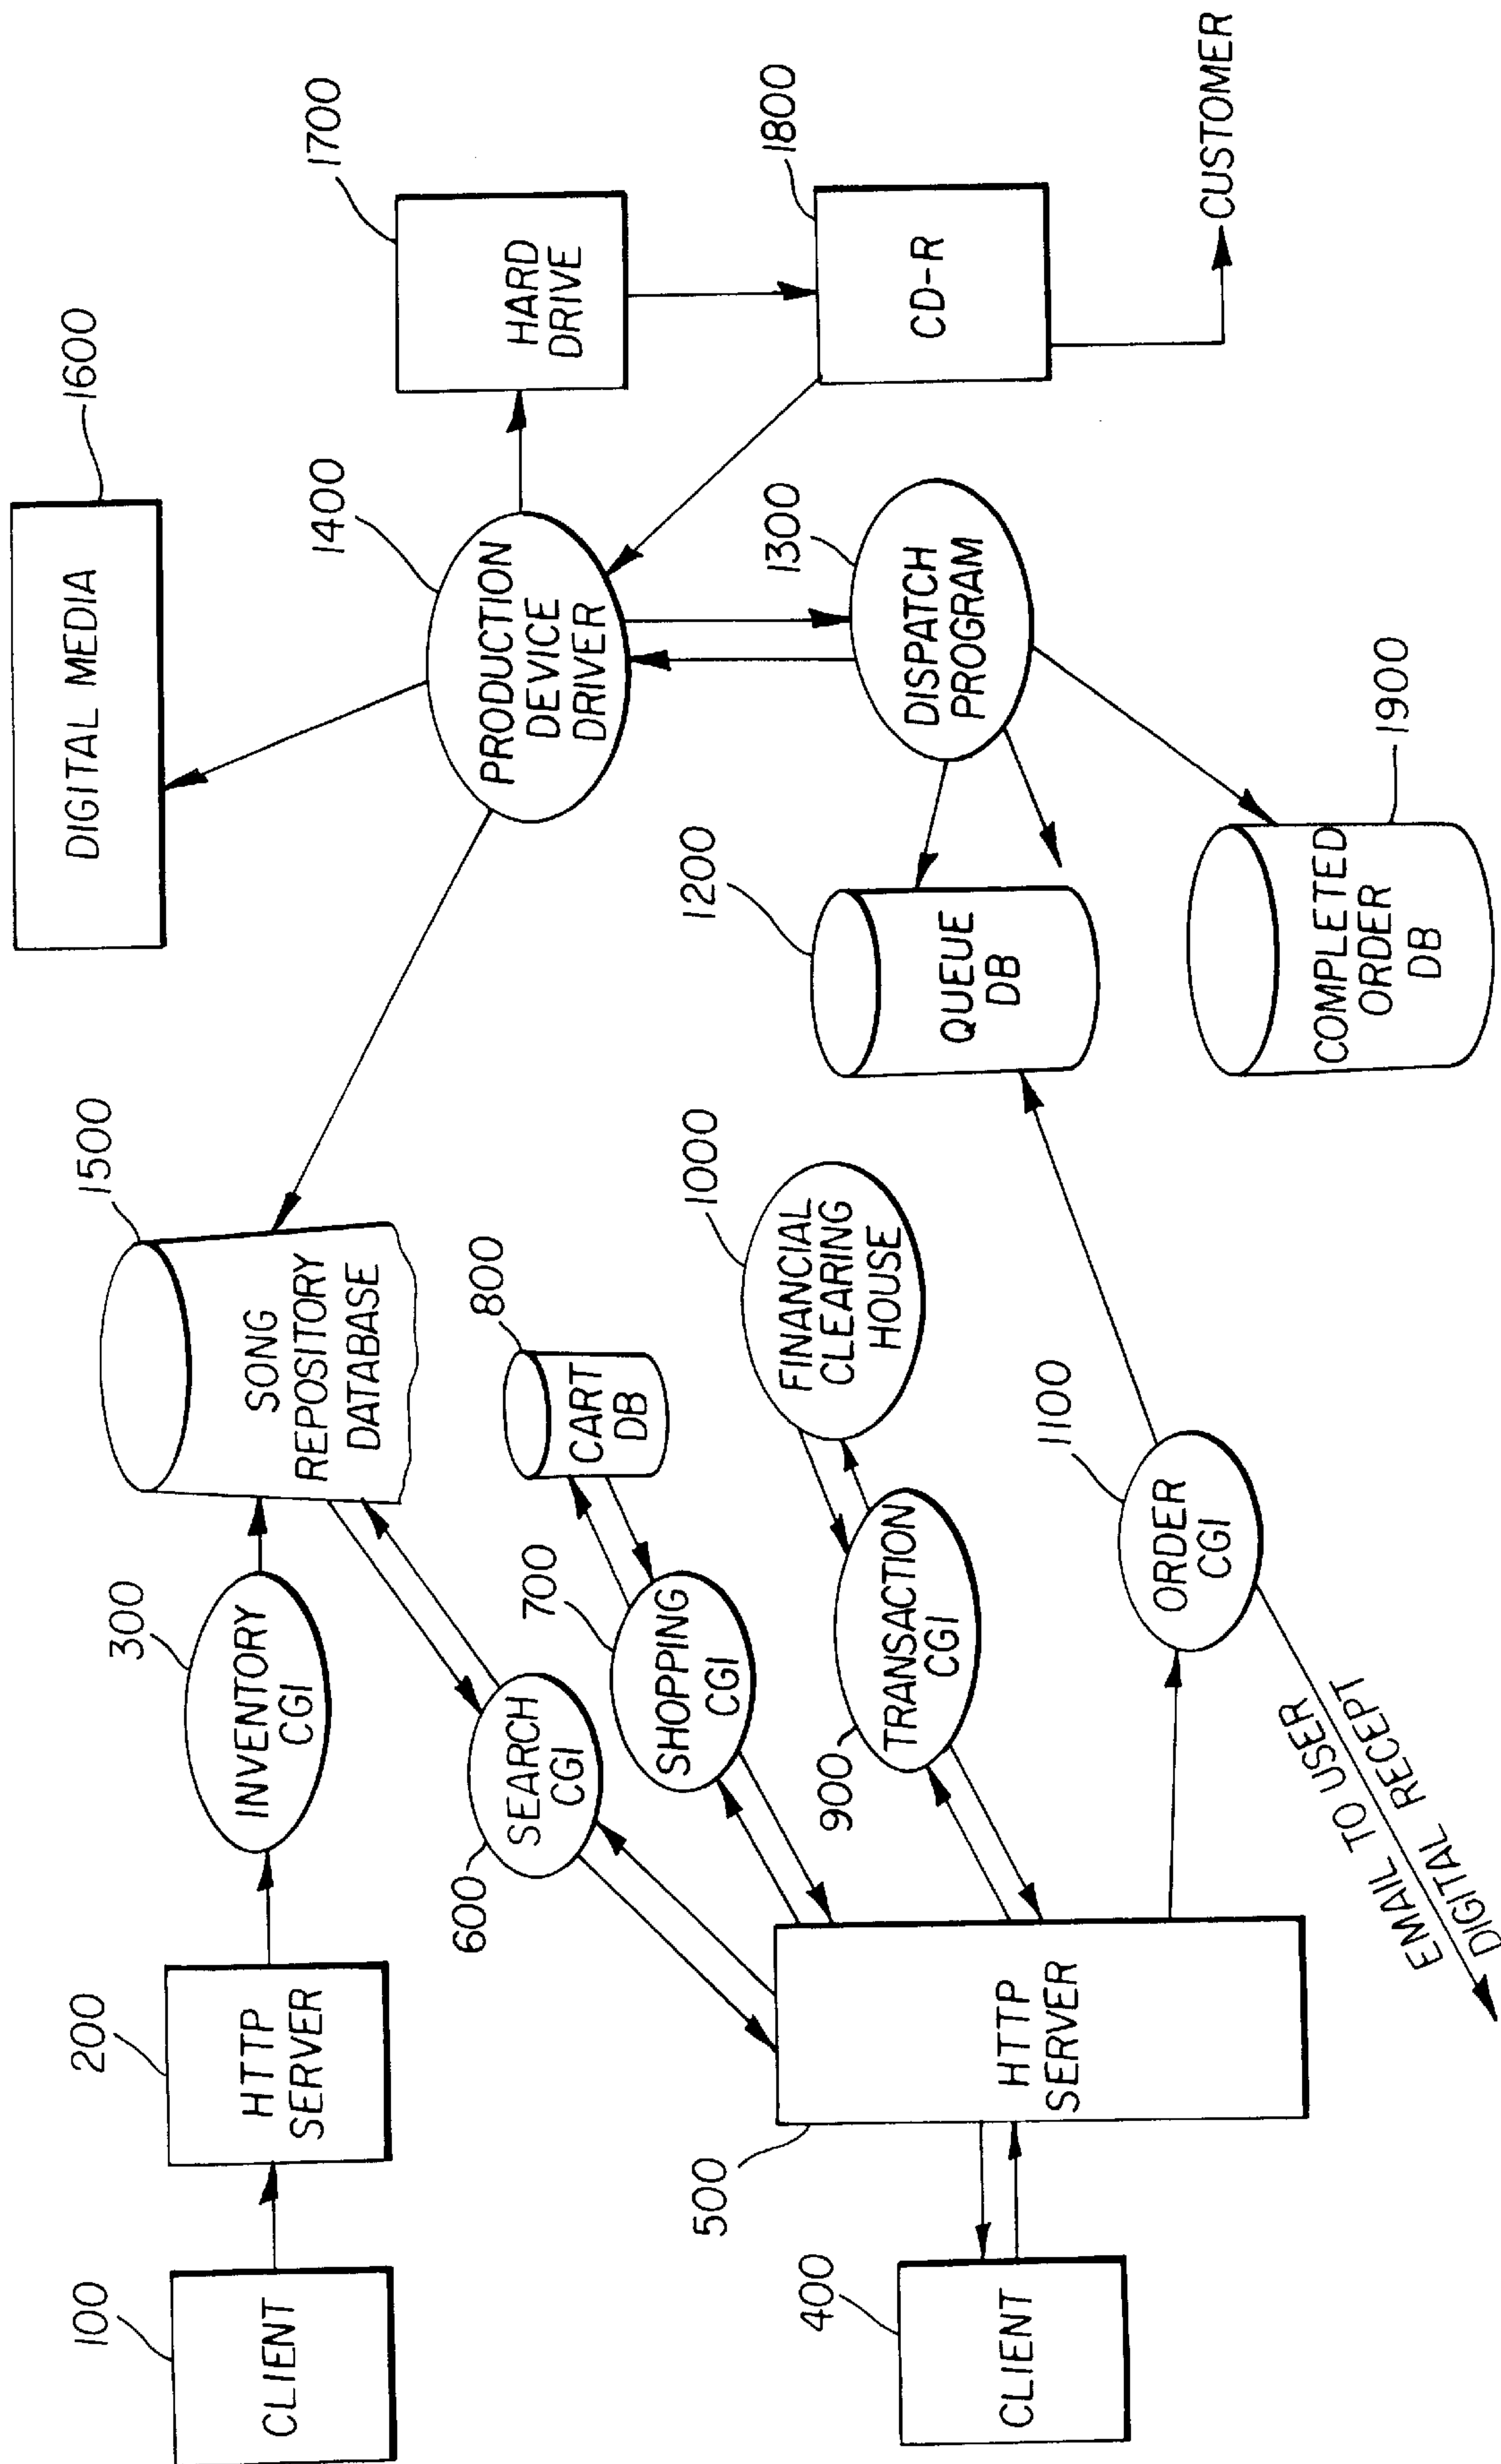 100
CLIENT
200
HTTP
SERVER
300
INVENTORY
CGI
1500
SONG
REPOSITORY
DATABASE
DIGITAL MEDIA
1600
600
SEARCH
CGI
700
SHOPPING
CGI
800
CART
DB
1400
PRODUCTION
DEVICE
DRIVER
1700
HARD
DRIVE
400
CLIENT
500
HTTP
SERVER
900
TRANSACTION
CGI
1000
FINANCIAL
CLEARING
HOUSE
1200
QUEUE
DB
1300
DISPATCH
PROGRAM
1800
CD-R
1100
ORDER
CGI
EMAIL TO USER
DIGITAL RECEPT
COMPLETED
ORDER
DB
1900
CUSTOMER